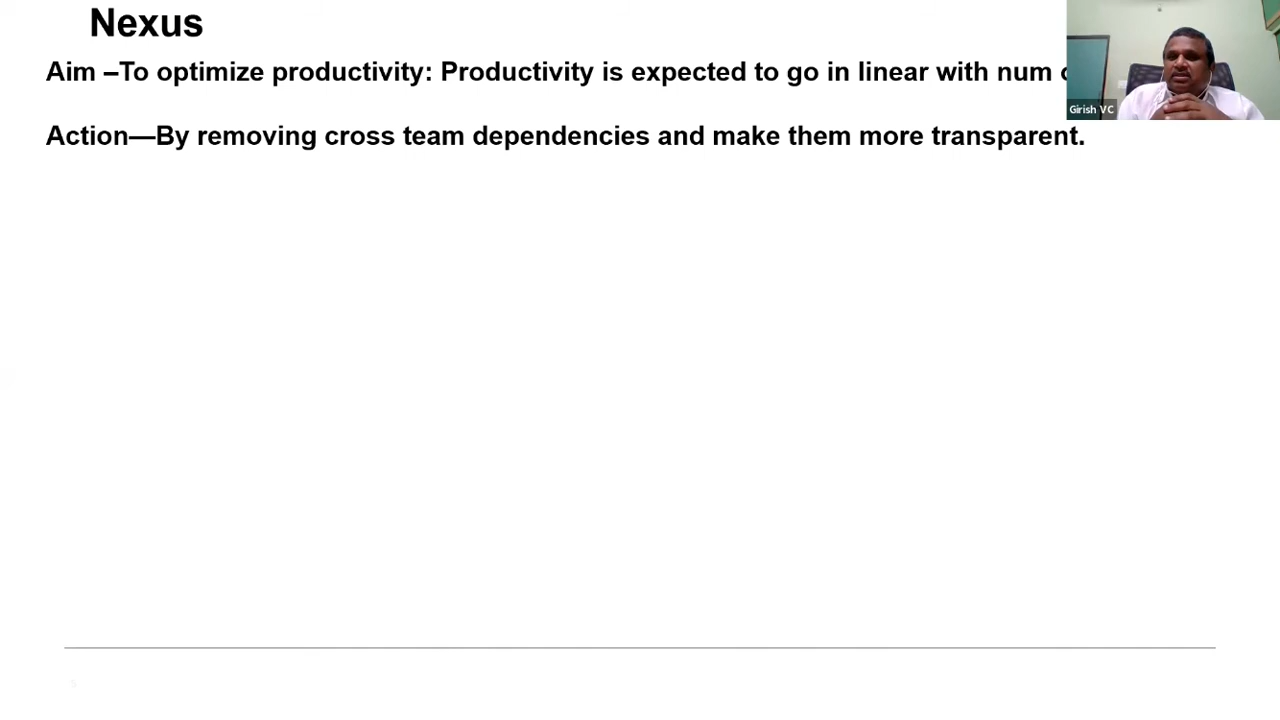 Nexus
Aim –To optimize productivity: Productivity is expected to go in linear with num
Action—By removing cross team dependencies and make them more transparent.
Girish VC